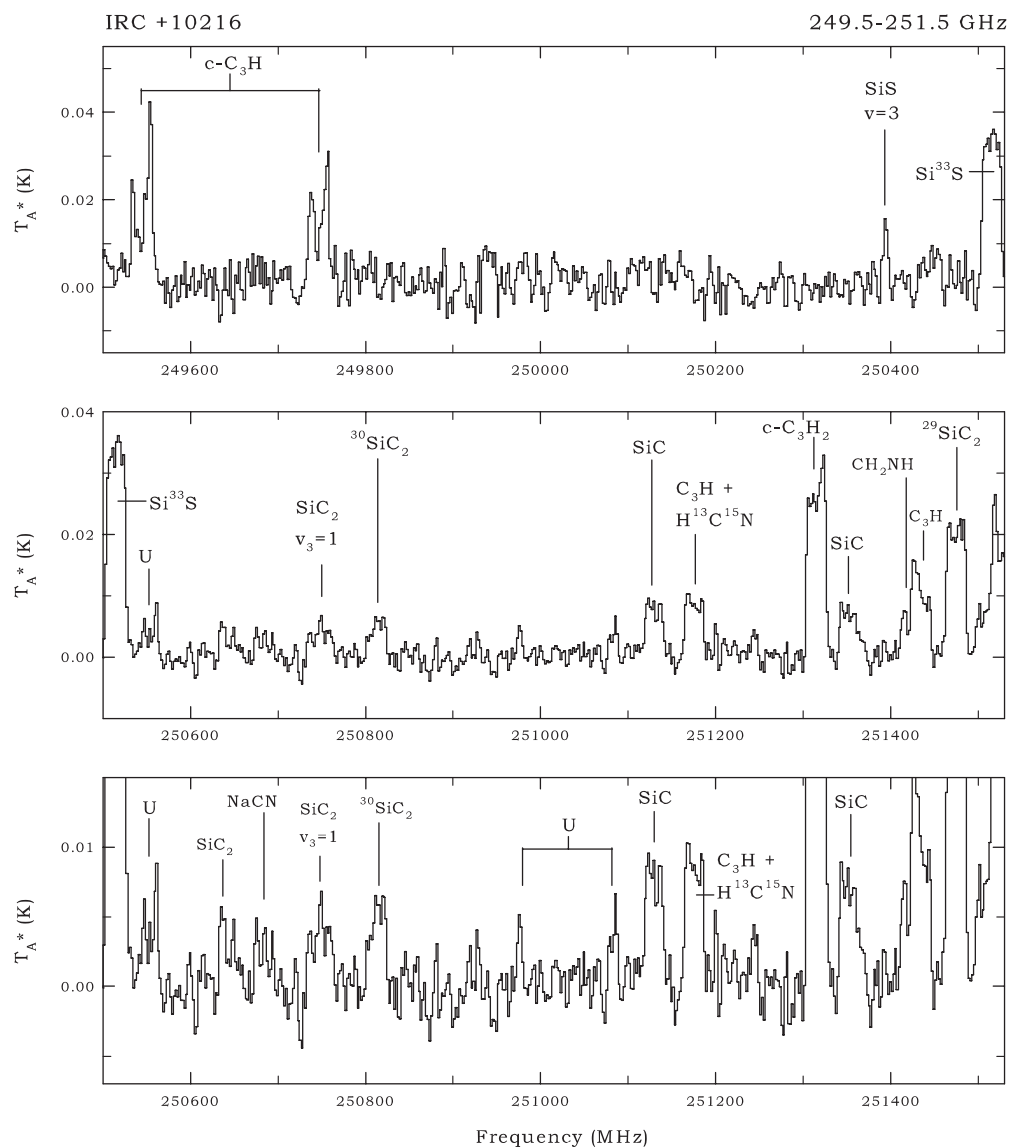 IRC +10216 249.5-251.5 GHz
c-C₃H
SiS
v=3
Si³³S
0.04
0.02
0.00
T_A* (K)
249600 249800 250000 250200 250400
c-C₃H₂
²⁹SiC₂
³⁰SiC₂
SiC
CH₂NH
C₃H +
H¹³C¹⁵N
SiC₂
v₃=1
Si³³S
C₃H
SiC
U
0.04
0.02
0.00
T_A* (K)
250600 250800 251000 251200 251400
U
NaCN
SiC₂
v₃=1
³⁰SiC₂
SiC
SiC
SiC₂
U
C₃H +
H¹³C¹⁵N
0.01
0.00
T_A* (K)
250600 250800 251000 251200 251400
Frequency (MHz)